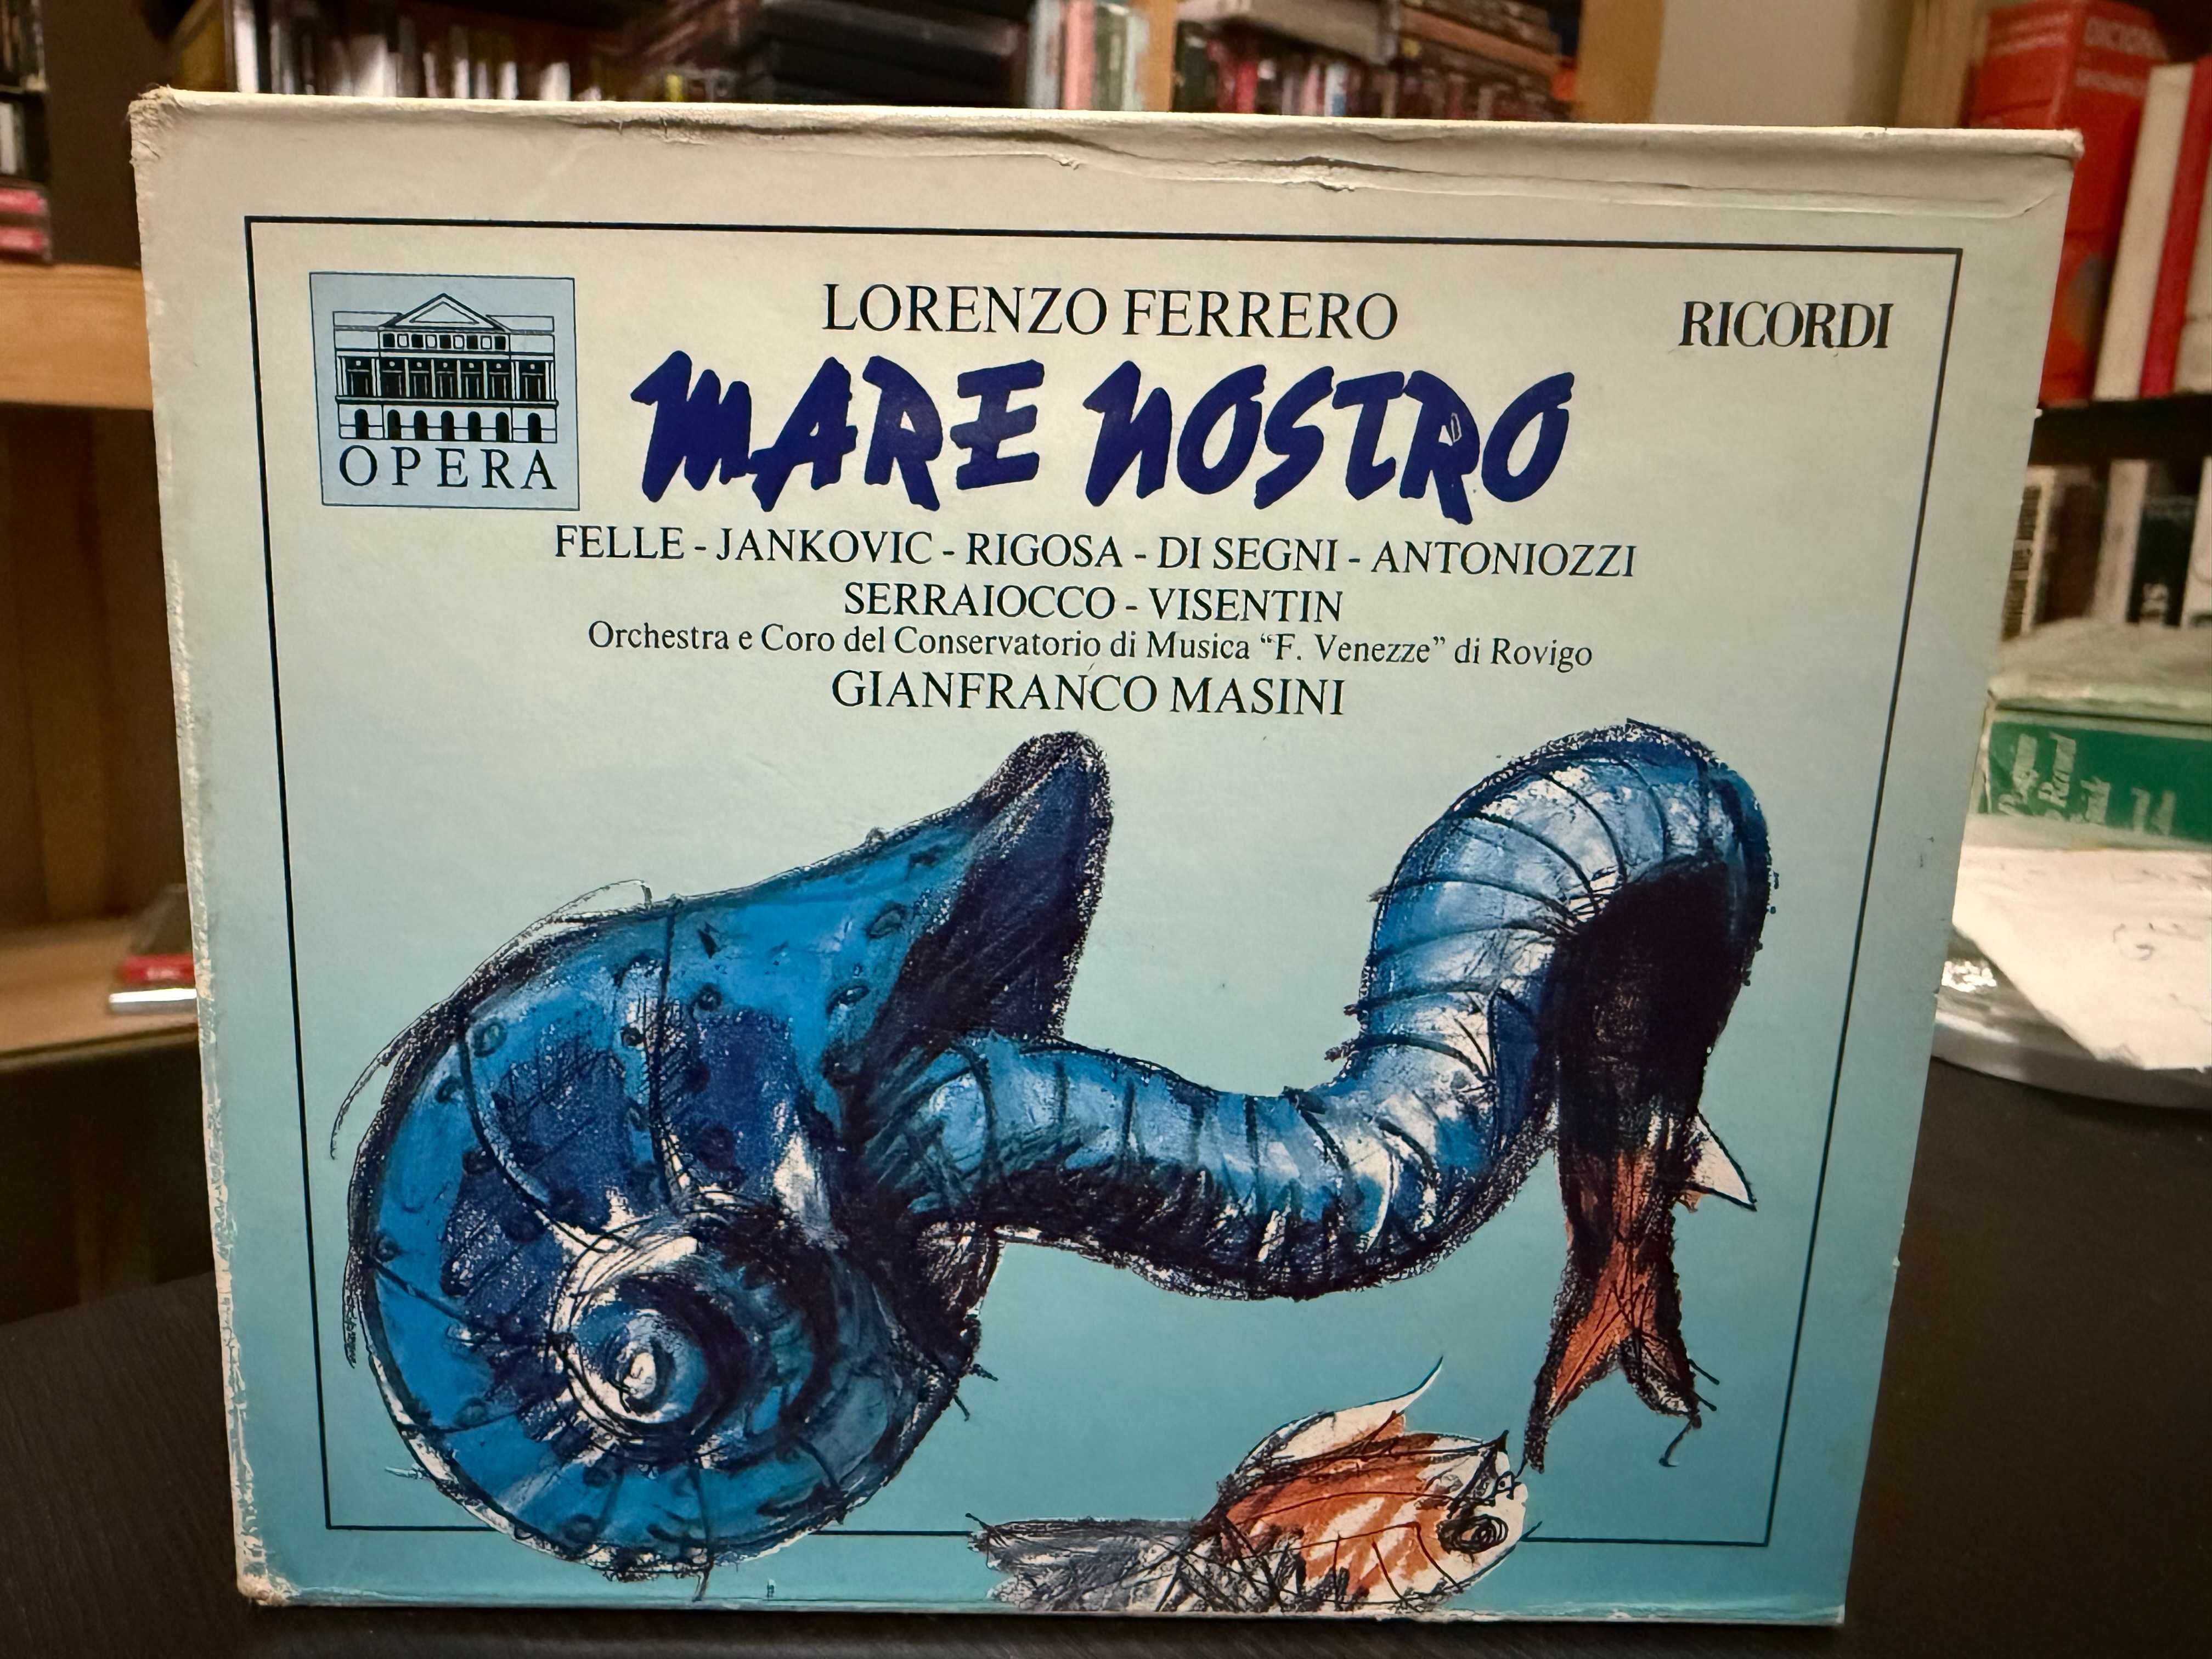 LORENZO FERRERO
RICORDI
MARE NOSTRO
OPERA
FELLE - JANKOVIC - RIGOSA - DI SEGNI - ANTONIOZZI
SERRAIOCCO - VISENTIN
Orchestra e Coro del Conservatorio di Musica “F. Venezze” di Rovigo
GIANFRANCO MASINI